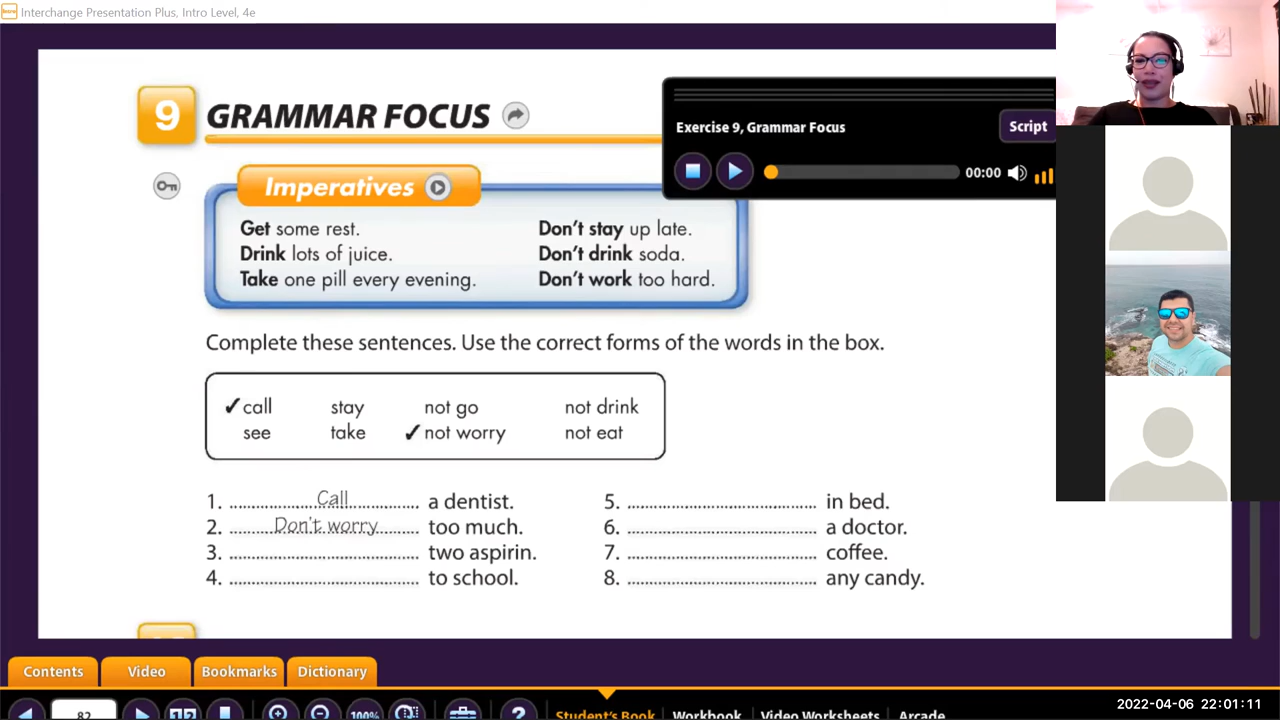 Interchange Presentation Plus, Intro Level, 4e
9 GRAMMAR FOCUS
Exercise 9, Grammar Focus
Script
00:00
Imperatives
Get some rest. Don't stay up late.
Drink lots of juice. Don't drink soda.
Take one pill every evening. Don't work too hard.
Complete these sentences. Use the correct forms of the words in the box.
✓ call stay not go not drink
see take ✓ not worry not eat
1. Call a dentist. 5. in bed.
2. Don't worry too much. 6. a doctor.
3. two aspirin. 7. coffee.
4. to school. 8. any candy.
Contents Video Bookmarks Dictionary
82 100% ? Student's Book Workbook Video Worksheets Arcade
2022-04-06 22:01:11